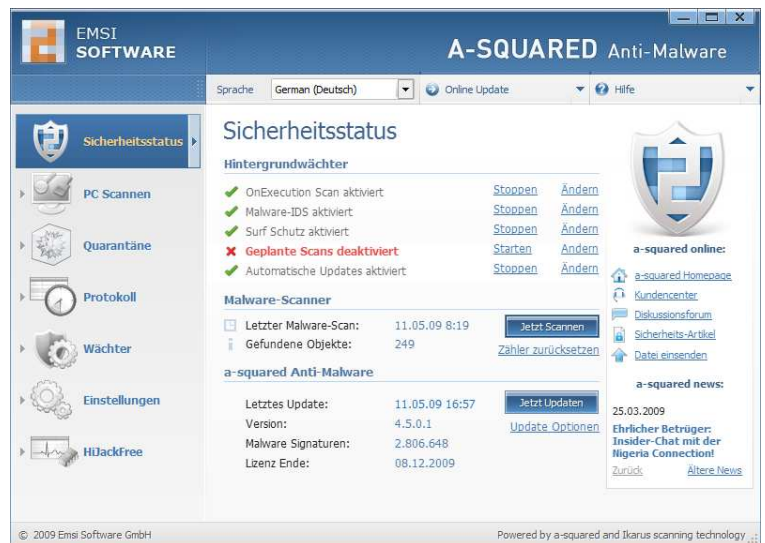 EMSI
SOFTWARE
A-SQUARED Anti-Malware
Sprache German (Deutsch) Online Update Hilfe
Sicherheitsstatus
PC Scannen
Quarantäne
Protokoll
Wächter
Einstellungen
HiJackFree
Sicherheitsstatus
Hintergrundwächter
OnExecution Scan aktiviert Stoppen Ändern
Malware-IDS aktiviert Stoppen Ändern
Surf Schutz aktiviert Stoppen Ändern
Geplante Scans deaktiviert Starten Ändern
Automatische Updates aktiviert Stoppen Ändern
Malware-Scanner
Letzter Malware-Scan: 11.05.09 8:19 Jetzt Scannen
Gefundene Objekte: 249 Zähler zurücksetzen
a-squared Anti-Malware
Letztes Update: 11.05.09 16:57 Jetzt Updaten
Version: 4.5.0.1 Update Optionen
Malware Signaturen: 2.806.648
Lizenz Ende: 08.12.2009
a-squared online:
a-squared Homepage
Kundencenter
Diskussionsforum
Sicherheits-Artikel
Datei einsenden
a-squared news:
25.03.2009
Ehrlicher Betrüger:
Insider-Chat mit der
Nigeria Connection!
Zurück Ältere News
© 2009 Emsi Software GmbH Powered by a-squared and Ikarus scanning technology